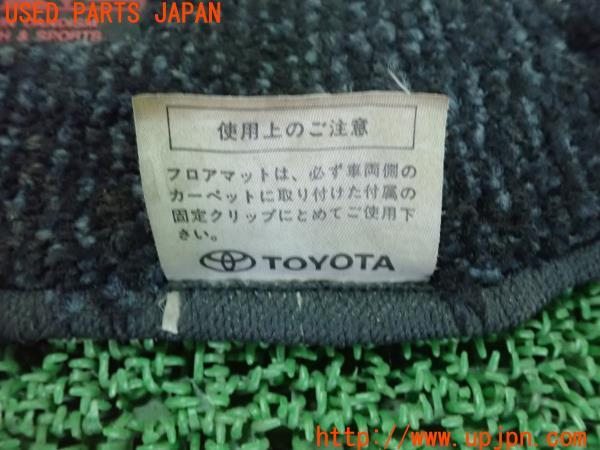 USED PARTS JAPAN
& SPORTS
使用上のご注意
フロアマットは、必ず車両側の
カーペットに取り付けた付属の
固定クリップにとめてご使用下
さい。
TOYOTA
http://www.upjpn.com